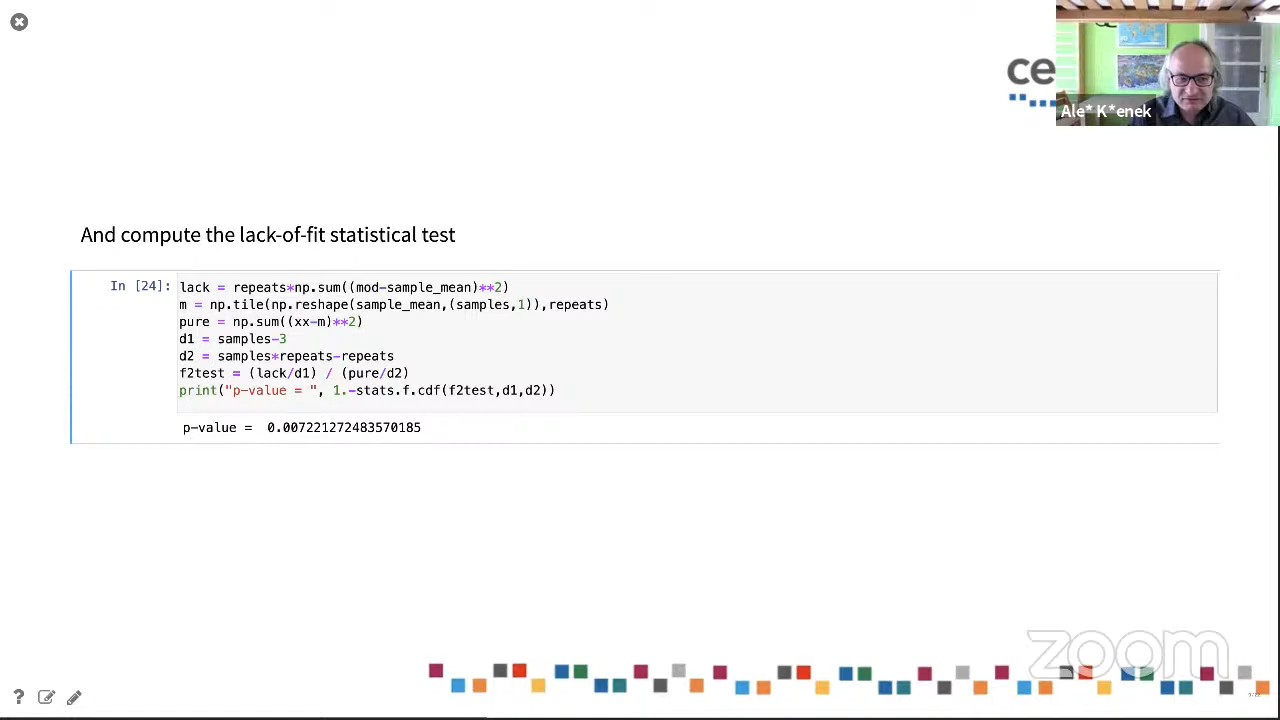 ce
Ale* K*enek
And compute the lack-of-fit statistical test
In [24]:
lack = repeats*np.sum((mod-sample_mean)**2)
m = np.tile(np.reshape(sample_mean,(samples,1)),repeats)
pure = np.sum((xx-m)**2)
d1 = samples-3
d2 = samples*repeats-repeats
f2test = (lack/d1) / (pure/d2)
print("p-value = ", 1.-stats.f.cdf(f2test,d1,d2))
p-value =  0.007221272483570185
zoom
?